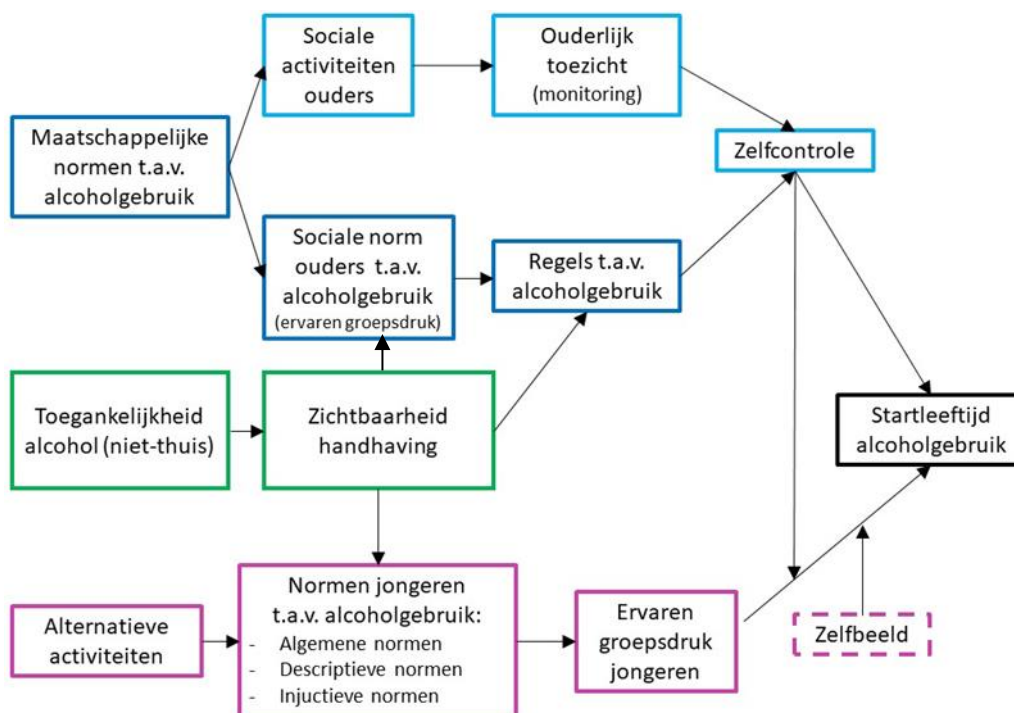 Sociale
activiteiten
ouders
Ouderlijk
toezicht
(monitoring)
Maatschappelijke
normen t.a.v.
alcoholgebruik
Zelfcontrole
Sociale norm
ouders t.a.v.
alcoholgebruik
(ervaren groepsdruk)
Regels t.a.v.
alcoholgebruik
Toegankelijkheid
alcohol (niet-thuis)
Zichtbaarheid
handhaving
Startleeftijd
alcoholgebruik
Alternatieve
activiteiten
Normen jongeren
t.a.v. alcoholgebruik:
- Algemene normen
- Descriptieve normen
- Injuctieve normen
Ervaren
groepsdruk
jongeren
Zelfbeeld